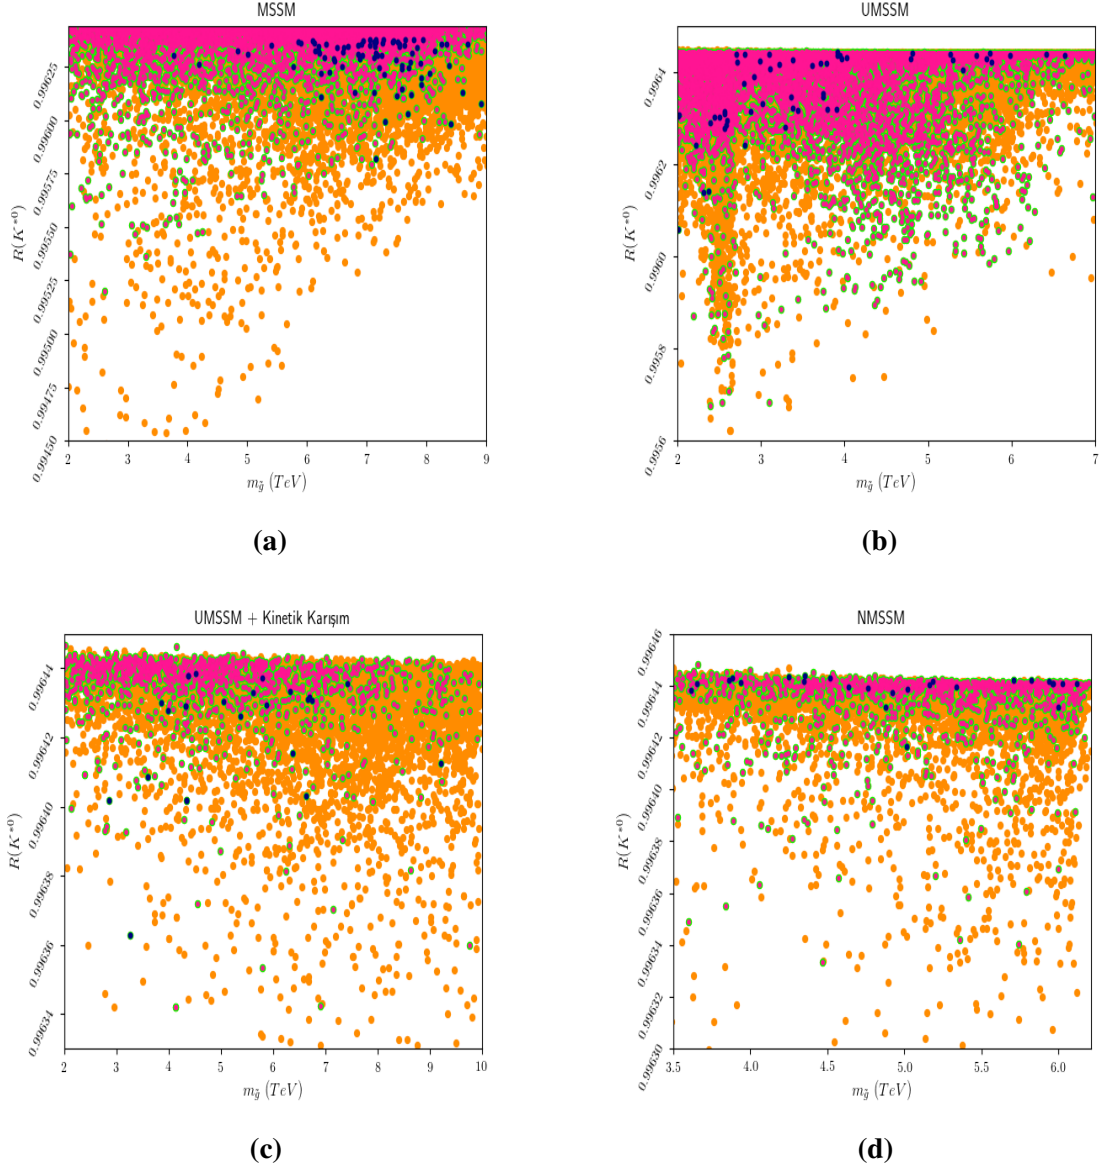 MSSM
0.99625
0.99600
0.99575
0.99550
0.99525
0.99500
0.99475
0.99450
R(K*⁰)
2 3 4 5 6 7 8 9
m_g̃ (TeV)
(a)
UMSSM
0.9964
0.9962
0.9960
0.9958
0.9956
R(K*⁰)
2 3 4 5 6 7
m_g̃ (TeV)
(b)
UMSSM + Kinetik Karışım
0.99644
0.99642
0.99640
0.99638
0.99636
0.99634
R(K*⁰)
2 3 4 5 6 7 8 9 10
m_g̃ (TeV)
(c)
NMSSM
0.99646
0.99644
0.99642
0.99640
0.99638
0.99636
0.99634
0.99632
0.99630
R(K*⁰)
3.5 4.0 4.5 5.0 5.5 6.0
m_g̃ (TeV)
(d)